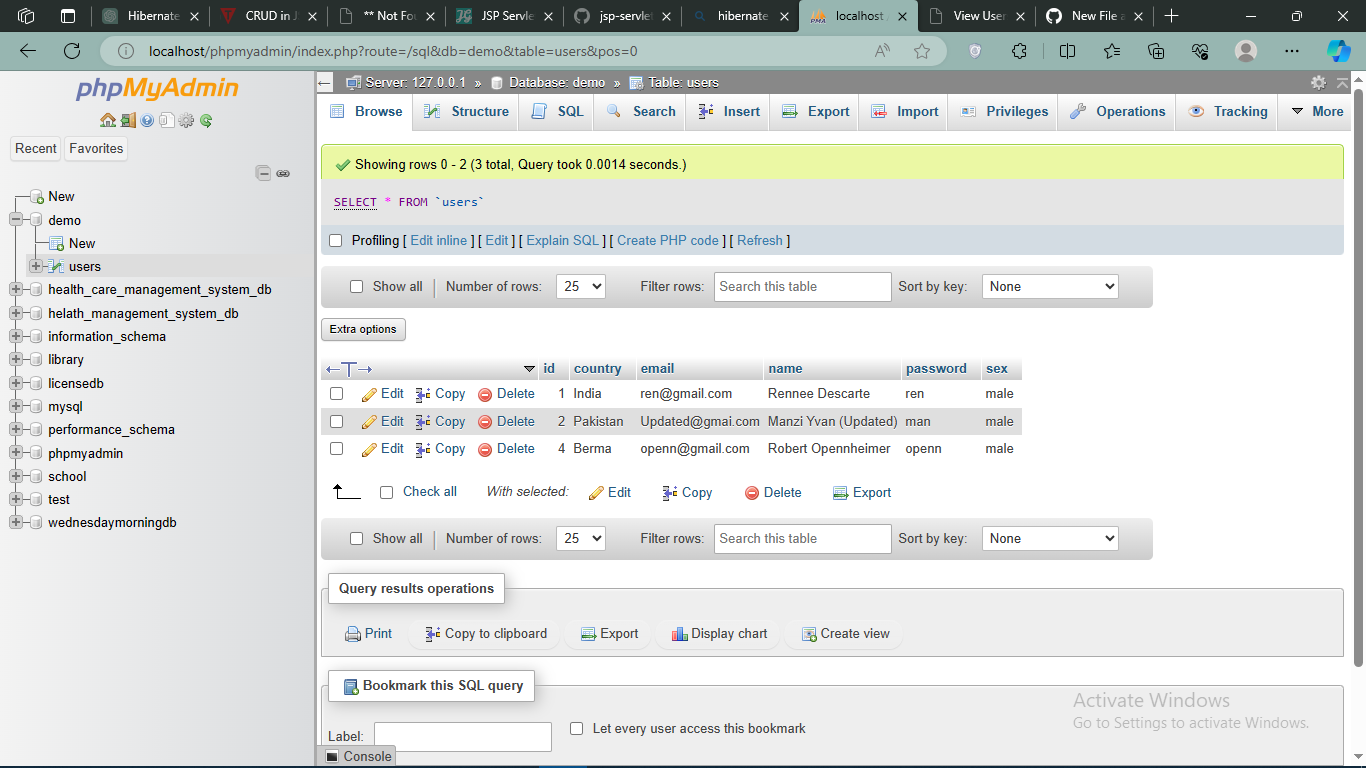 Hibernate
CRUD in J
** Not Fou
JSP Servle
jsp-servlet
hibernate
localhost
View User
New File a
localhost/phpmyadmin/index.php?route=/sql&db=demo&table=users&pos=0
phpMyAdmin
Recent Favorites
New
demo
New
users
health_care_management_system_db
helath_management_system_db
information_schema
library
licensedb
mysql
performance_schema
phpmyadmin
school
test
wednesdaymorningdb
Server: 127.0.0.1 » Database: demo » Table: users
Browse Structure SQL Search Insert Export Import Privileges Operations Tracking More
Showing rows 0 - 2 (3 total, Query took 0.0014 seconds.)
SELECT * FROM `users`
Profiling [ Edit inline ] [ Edit ] [ Explain SQL ] [ Create PHP code ] [ Refresh ]
Show all Number of rows: 25 Filter rows: Search this table Sort by key: None
Extra options
id country email name password sex
Edit Copy Delete 1 India ren@gmail.com Rennee Descarte ren male
Edit Copy Delete 2 Pakistan Updated@gmai.com Manzi Yvan (Updated) man male
Edit Copy Delete 4 Berma openn@gmail.com Robert Opennheimer openn male
Check all With selected: Edit Copy Delete Export
Show all Number of rows: 25 Filter rows: Search this table Sort by key: None
Query results operations
Print Copy to clipboard Export Display chart Create view
Bookmark this SQL query
Label: Let every user access this bookmark
Console
Activate Windows
Go to Settings to activate Windows.